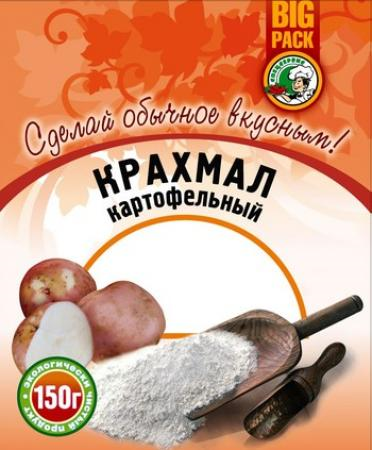 BIG
PACK
Сделай обычное вкусным!
КРАХМАЛ
картофельный
экологически чистый продукт
150г